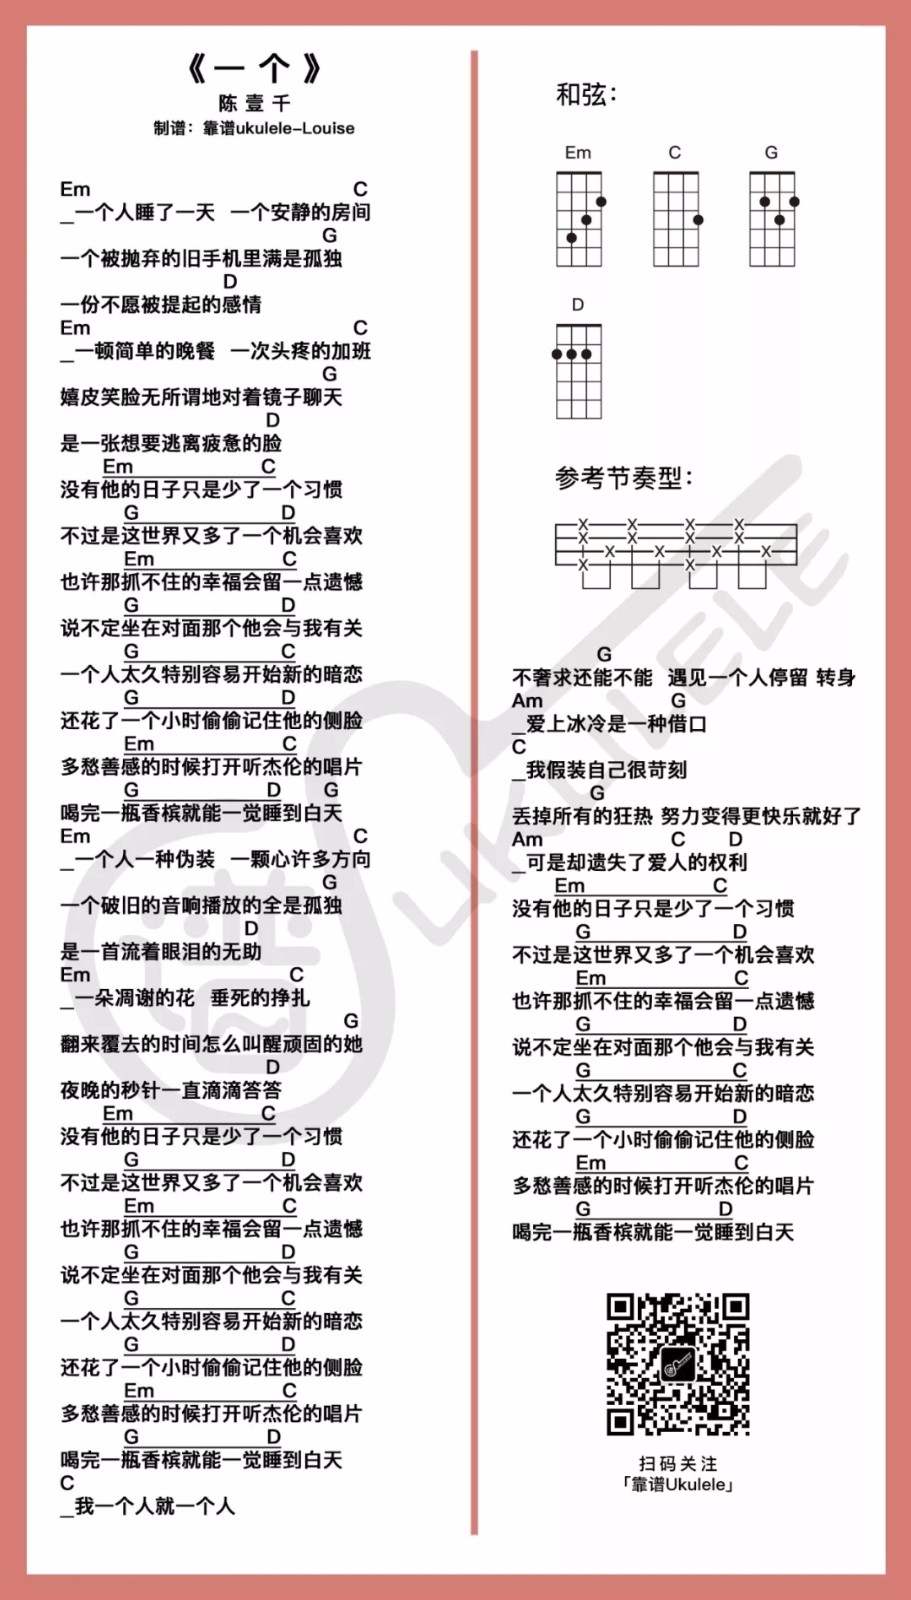 《一个》
陈壹千
制谱：靠谱ukulele-Louise
Em C
_一个人睡了一天 一个安静的房间
G
一个被抛弃的旧手机里满是孤独
D
一份不愿被提起的感情
Em C
_一顿简单的晚餐 一次头疼的加班
G
嬉皮笑脸无所谓地对着镜子聊天
D
是一张想要逃离疲惫的脸
Em C
没有他的日子只是少了一个习惯
G D
不过是这世界又多了一个机会喜欢
Em C
也许那抓不住的幸福会留一点遗憾
G D
说不定坐在对面那个他会与我有关
G C
一个人太久特别容易开始新的暗恋
G D
还花了一个小时偷偷记住他的侧脸
Em C
多愁善感的时候打开听杰伦的唱片
G D G
喝完一瓶香槟就能一觉睡到白天
Em C
_一个人一种伪装 一颗心许多方向
G
一个破旧的音响播放的全是孤独
D
是一首流着眼泪的无助
Em C
_一朵凋谢的花 垂死的挣扎
G
翻来覆去的时间怎么叫醒顽固的她
D
夜晚的秒针一直滴滴答答
Em C
没有他的日子只是少了一个习惯
G D
不过是这世界又多了一个机会喜欢
Em C
也许那抓不住的幸福会留一点遗憾
G D
说不定坐在对面那个他会与我有关
G C
一个人太久特别容易开始新的暗恋
G D
还花了一个小时偷偷记住他的侧脸
Em C
多愁善感的时候打开听杰伦的唱片
G D
喝完一瓶香槟就能一觉睡到白天
C
_我一个人就一个人
和弦：
Em C G
D
参考节奏型：
G
不奢求还能不能 遇见一个人停留 转身
Am G
_爱上冰冷是一种借口
C
_我假装自己很苛刻
G
丢掉所有的狂热 努力变得更快乐就好了
Am C D
_可是却遗失了爱人的权利
Em C
没有他的日子只是少了一个习惯
G D
不过是这世界又多了一个机会喜欢
Em C
也许那抓不住的幸福会留一点遗憾
G D
说不定坐在对面那个他会与我有关
G C
一个人太久特别容易开始新的暗恋
G D
还花了一个小时偷偷记住他的侧脸
Em C
多愁善感的时候打开听杰伦的唱片
G D
喝完一瓶香槟就能一觉睡到白天
扫码关注
「靠谱Ukulele」
谱 UKULELE